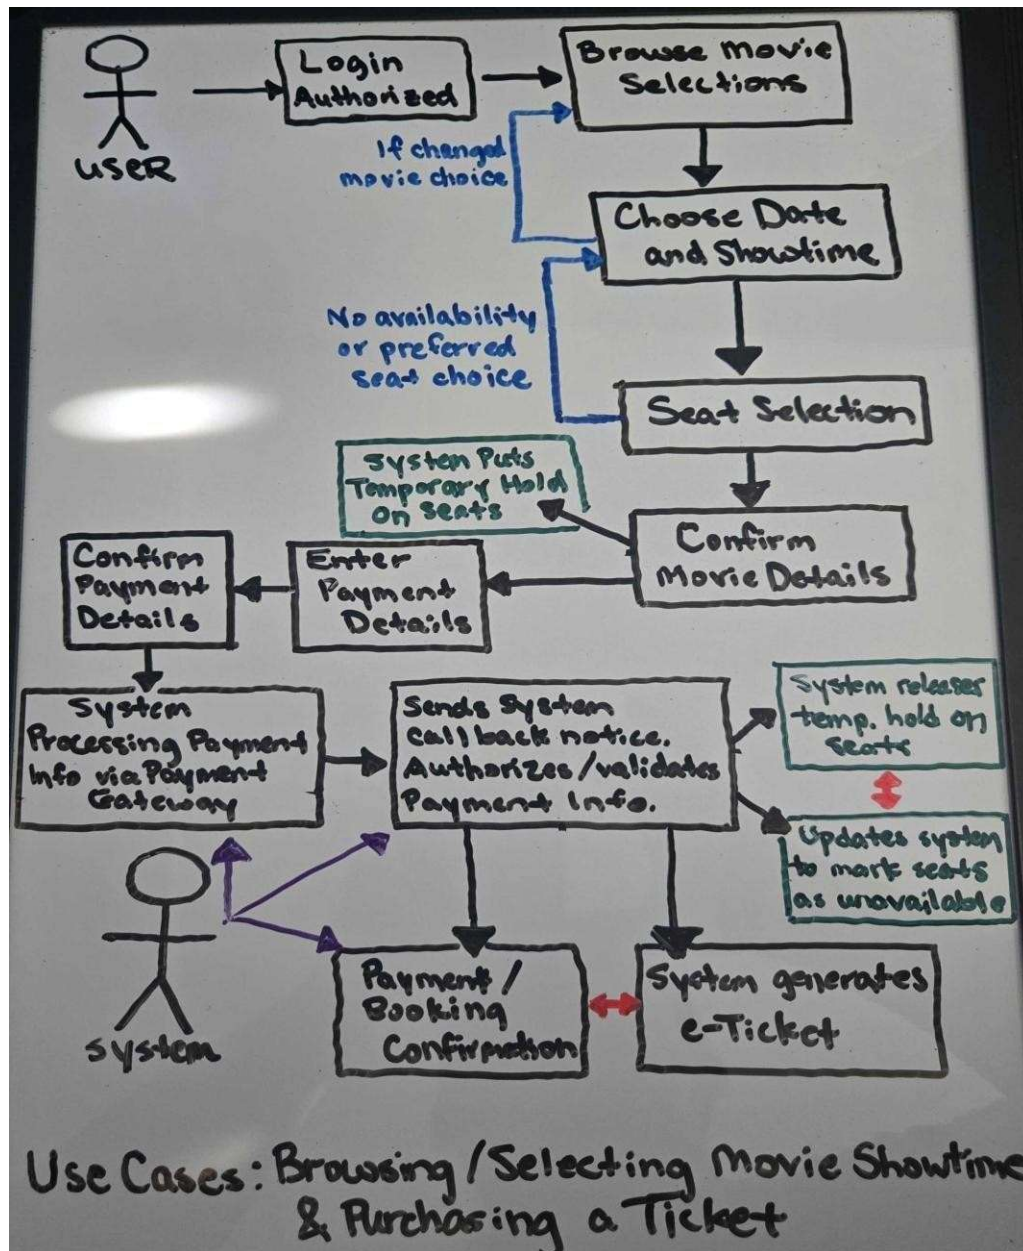 USER
Login
Authorized
Browse Movie
Selections
If changed
movie choice
Choose Date
and Showtime
No availability
or preferred
seat choice
Seat Selection
System Puts
Temporary Hold
on seats
Confirm
Movie Details
Enter
Payment
Details
Confirm
Payment
Details
System
Processing Payment
Info via Payment
Gateway
Sends System
callback notice.
Authorizes/validates
Payment Info.
System releases
temp. hold on
seats
Updates system
to mark seats
as unavailable
System
Payment/
Booking
Confirmation
System generates
e-Ticket
Use Cases: Browsing/Selecting Movie Showtime
& Purchasing a Ticket